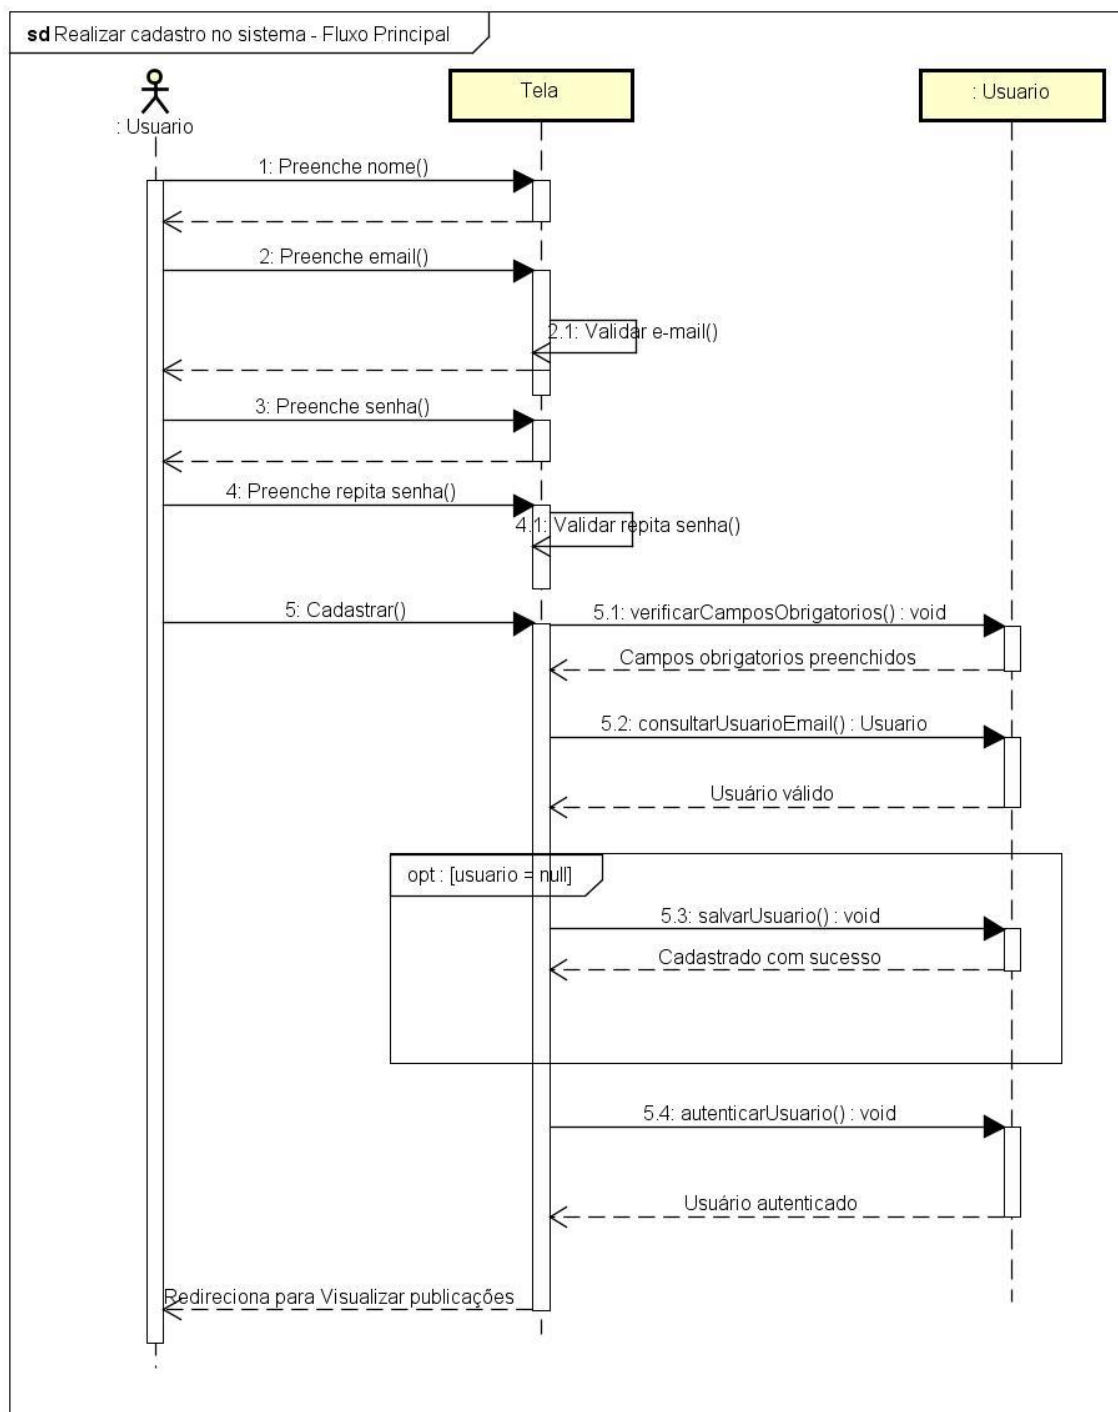 sd Realizar cadastro no sistema - Fluxo Principal
: Usuario
Tela
: Usuario
1: Preenche nome()
2: Preenche email()
2.1: Validar e-mail()
3: Preenche senha()
4: Preenche repita senha()
4.1: Validar repita senha()
5: Cadastrar()
5.1: verificarCamposObrigatorios() : void
Campos obrigatorios preenchidos
5.2: consultarUsuarioEmail() : Usuario
Usuário válido
opt : [usuario = null]
5.3: salvarUsuario() : void
Cadastrado com sucesso
5.4: autenticarUsuario() : void
Usuário autenticado
Redireciona para Visualizar publicações